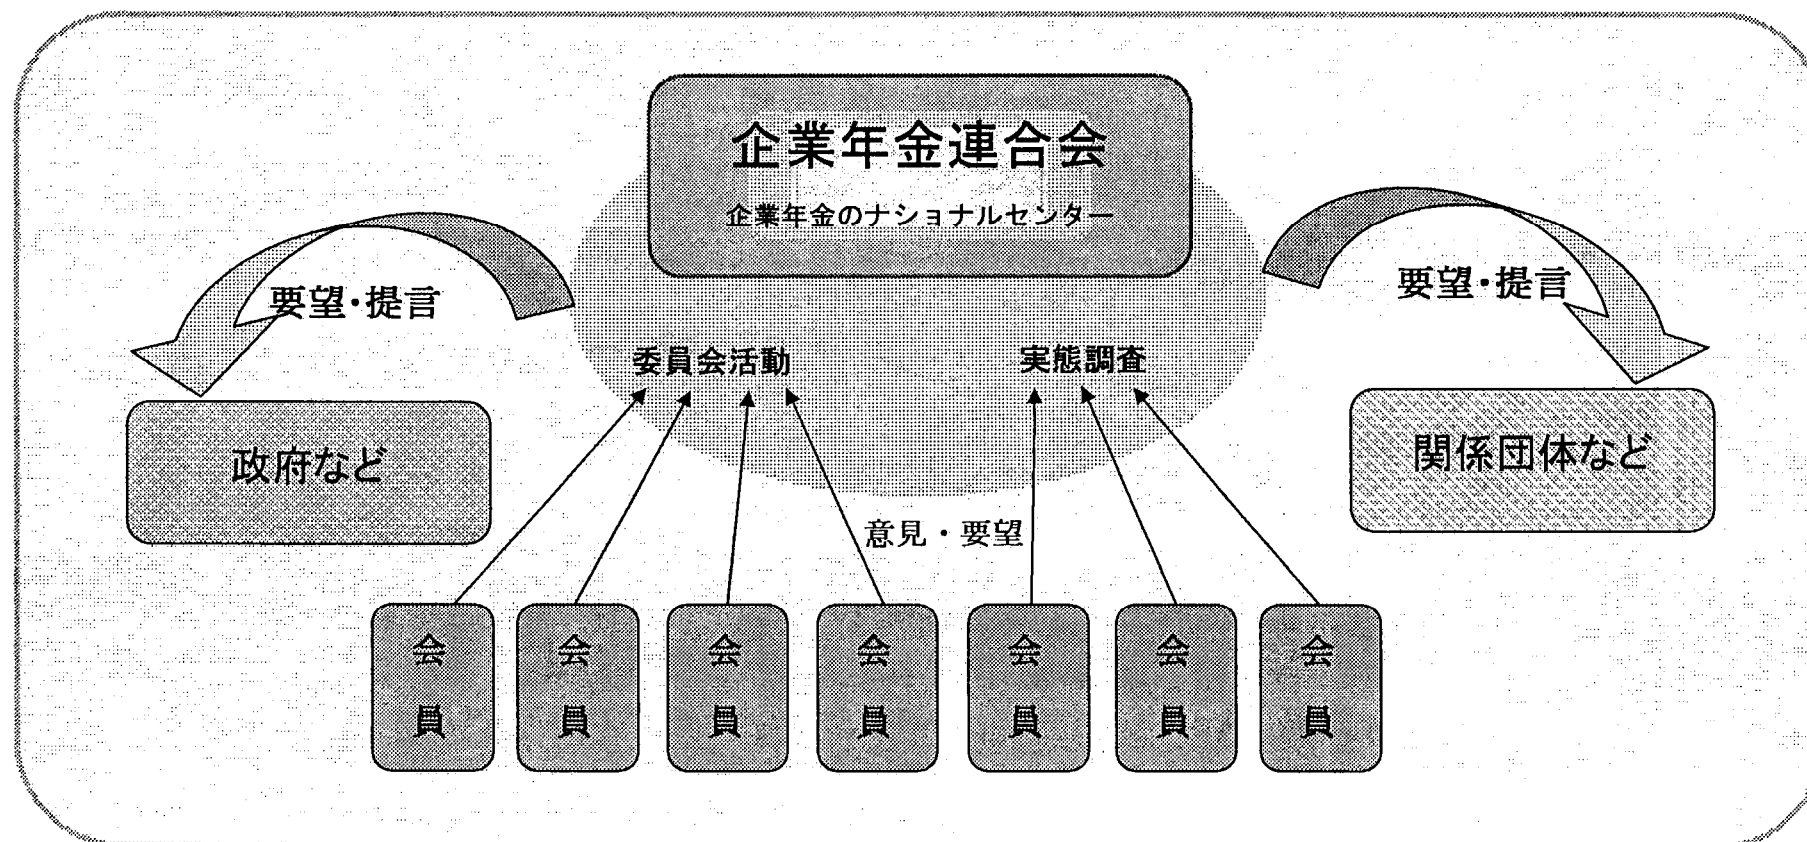 企業年金連合会
企業年金のナショナルセンター
要望・提言
要望・提言
委員会活動
実態調査
政府など
関係団体など
意見・要望
会員
会員
会員
会員
会員
会員
会員